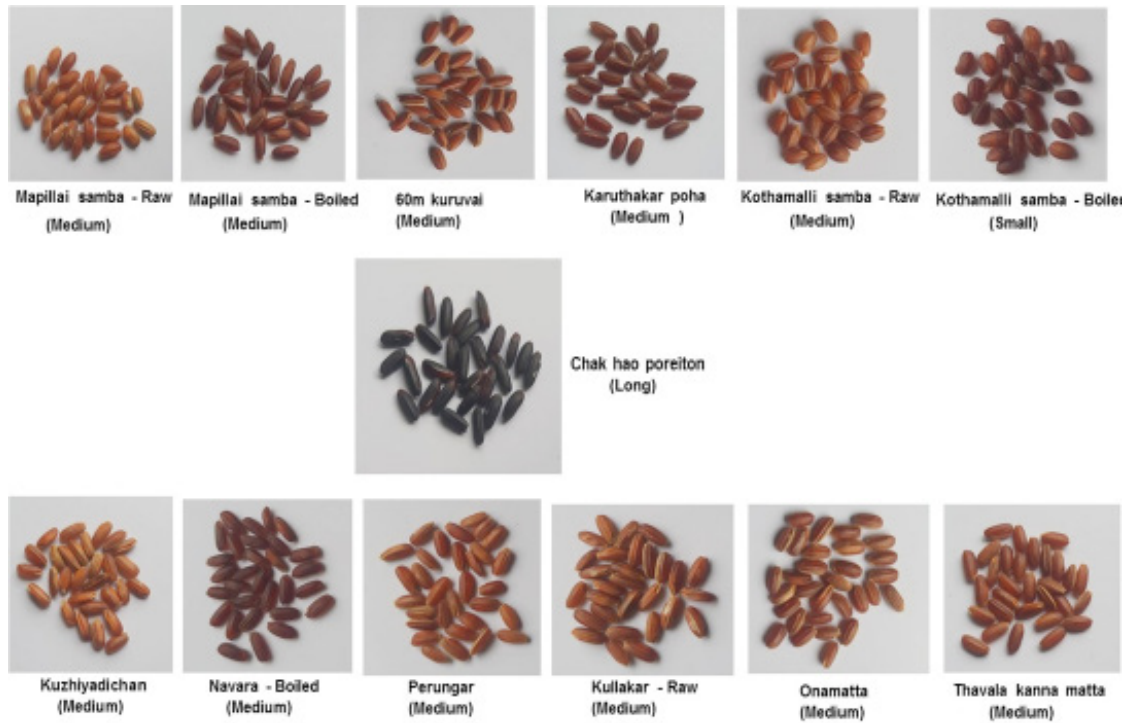 Mapillai samba - Raw
(Medium)
Mapillai samba - Boiled
(Medium)
60m kuruvai
(Medium)
Karuthakar poha
(Medium )
Kothamalli samba - Raw
(Medium)
Kothamalli samba - Boiled
(Small)
Chak hao poreiton
(Long)
Kuzhiyadichan
(Medium)
Navara - Boiled
(Medium)
Perungar
(Medium)
Kullakar - Raw
(Medium)
Onamatta
(Medium)
Thavala kanna matta
(Medium)